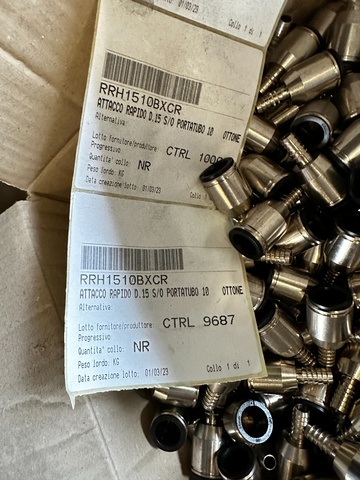 01/03/23
Collo 1 di 1
RRH1510BXCR
ATTACCO RAPIDO D.15 S/O PORTATUBO 10 OTTONE
Alternativa:
Lotto fornitore/produttore CTRL
Progressivo:
Quantita' collo: NR
Peso lordo: KG
Data creazione lotto: 01/03/23
Collo
RRH1510BXCR
ATTACCO RAPIDO D.15 S/O PORTATUBO 10 OTTONE
Alternativa:
Lotto fornitore/produttore CTRL 9687
Progressivo:
Quantita' collo: NR
Peso lordo: KG
Data creazione lotto: 01/03/23 Collo 1 di 1